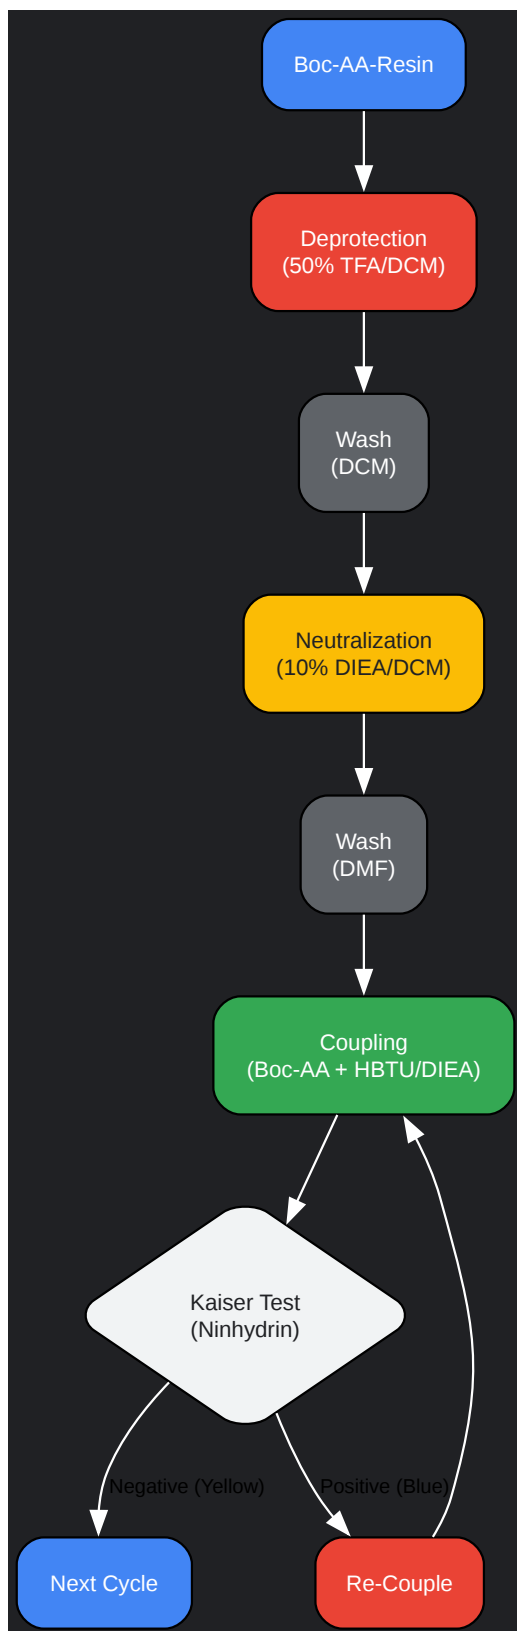 Boc-AA-Resin
Deprotection
(50% TFA/DCM)
Wash
(DCM)
Neutralization
(10% DIEA/DCM)
Wash
(DMF)
Coupling
(Boc-AA + HBTU/DIEA)
Kaiser Test
(Ninhydrin)
Negative (Yellow)
Positive (Blue)
Next Cycle
Re-Couple